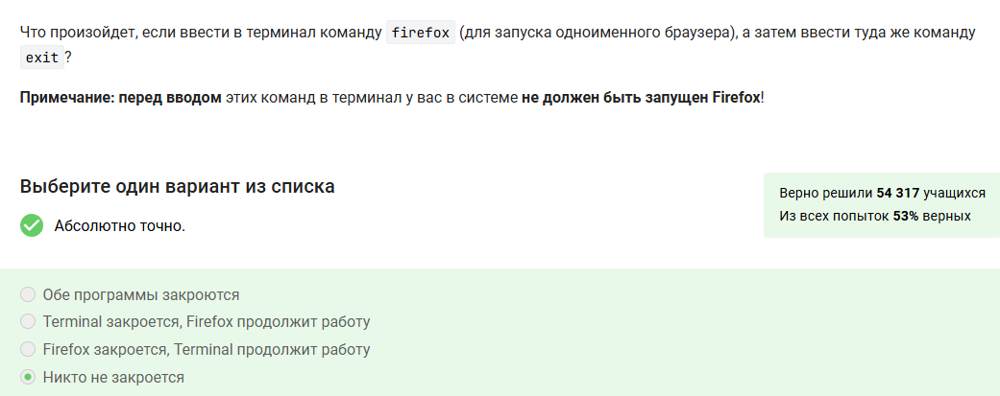 Что произойдет, если ввести в терминал команду firefox (для запуска одноименного браузера), а затем ввести туда же команду
exit ?
Примечание: перед вводом этих команд в терминал у вас в системе не должен быть запущен Firefox!
Выберите один вариант из списка
Абсолютно точно.
Верно решили 54 317 учащихся
Из всех попыток 53% верных
Обе программы закроются
Terminal закроется, Firefox продолжит работу
Firefox закроется, Terminal продолжит работу
Никто не закроется